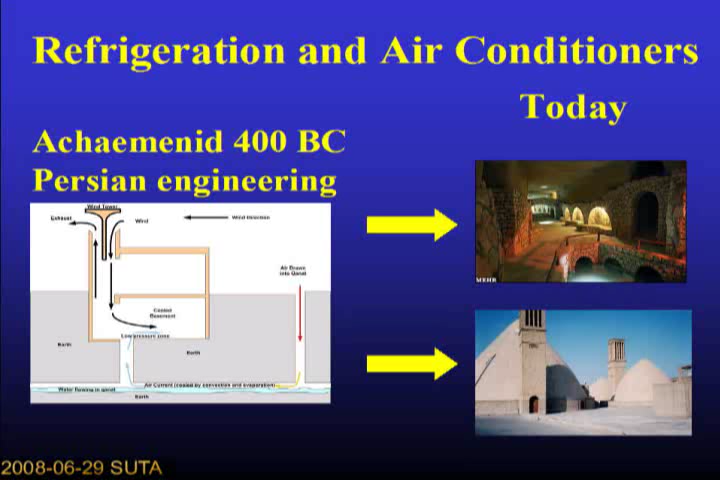 Refrigeration and Air Conditioners
Today
Achaemenid 400 BC
Persian engineering
Wind Tower
Exhaust
Wind
Wind Direction
Air Drawn
into Qanat
Cooled
Basement
Low pressure zone
Earth
Earth
Air Current (cooled by convection and evaporation)
Water flowing in qanat
Earth
MEHR
2008-06-29 SUTA